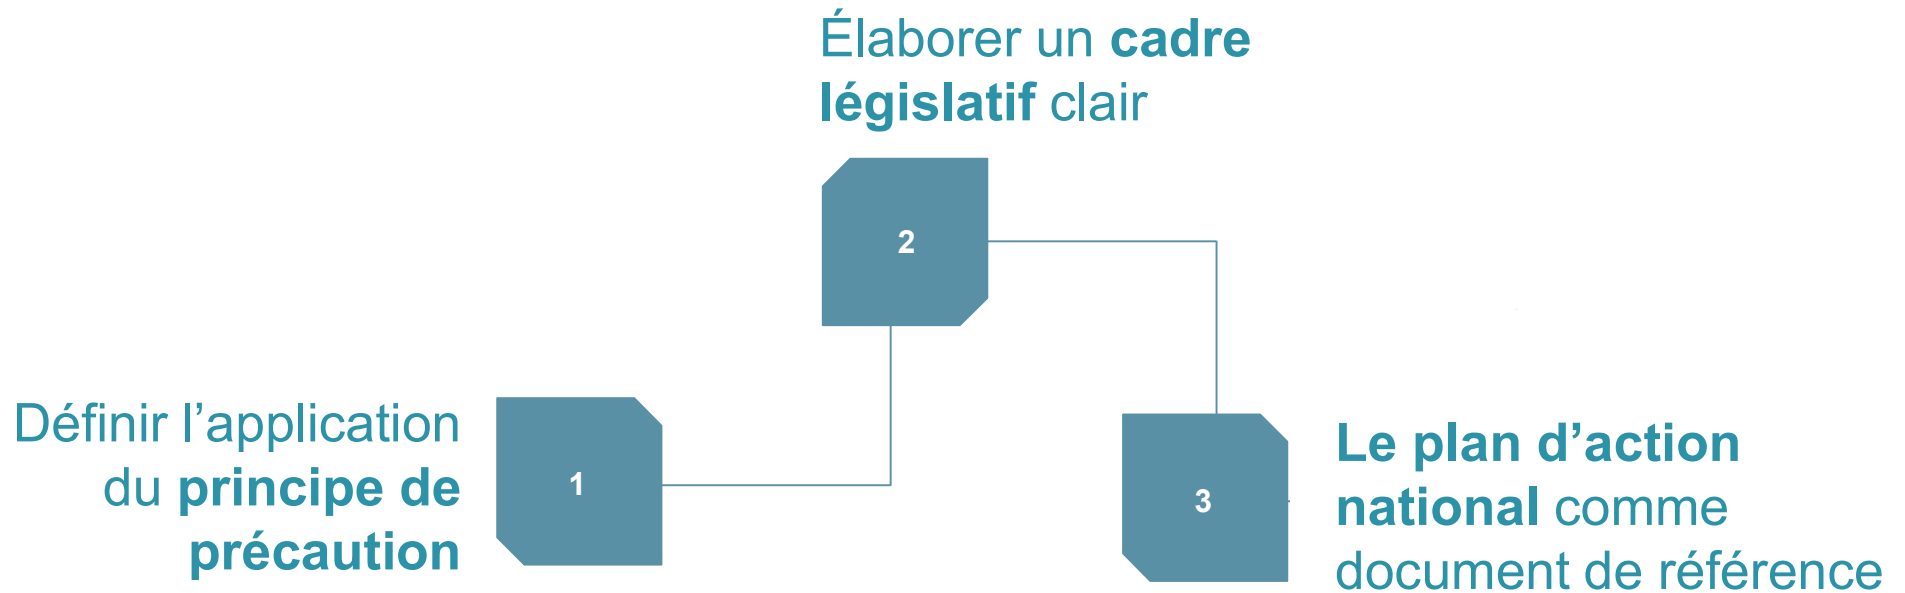 Élaborer un cadre
législatif clair
2
Définir l’application
du principe de
précaution
1
3
Le plan d’action
national comme
document de référence